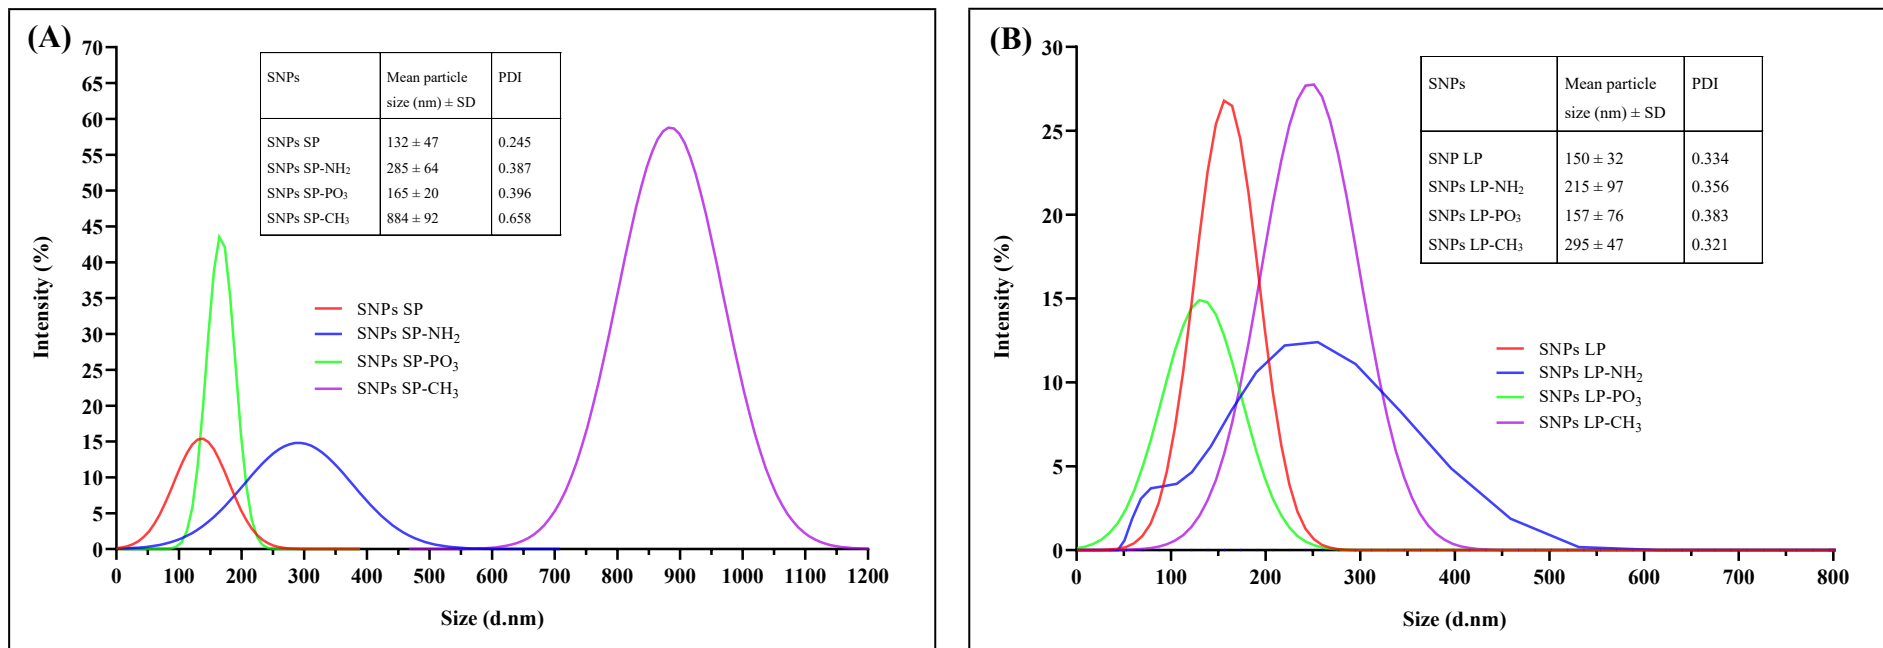 (A)
70
65
60
55
50
45
40
35
30
25
20
15
10
5
0
Intensity (%)
SNPs Mean particle size (nm) ± SD PDI
SNPs SP 132 ± 47 0.245
SNPs SP-NH₂ 285 ± 64 0.387
SNPs SP-PO₃ 165 ± 20 0.396
SNPs SP-CH₃ 884 ± 92 0.658
SNPs SP
SNPs SP-NH₂
SNPs SP-PO₃
SNPs SP-CH₃
0 100 200 300 400 500 600 700 800 900 1000 1100 1200
Size (d.nm)
(B)
30
25
20
15
10
5
0
Intensity (%)
SNPs Mean particle size (nm) ± SD PDI
SNP LP 150 ± 32 0.334
SNPs LP-NH₂ 215 ± 97 0.356
SNPs LP-PO₃ 157 ± 76 0.383
SNPs LP-CH₃ 295 ± 47 0.321
SNPs LP
SNPs LP-NH₂
SNPs LP-PO₃
SNPs LP-CH₃
0 100 200 300 400 500 600 700 800
Size (d.nm)